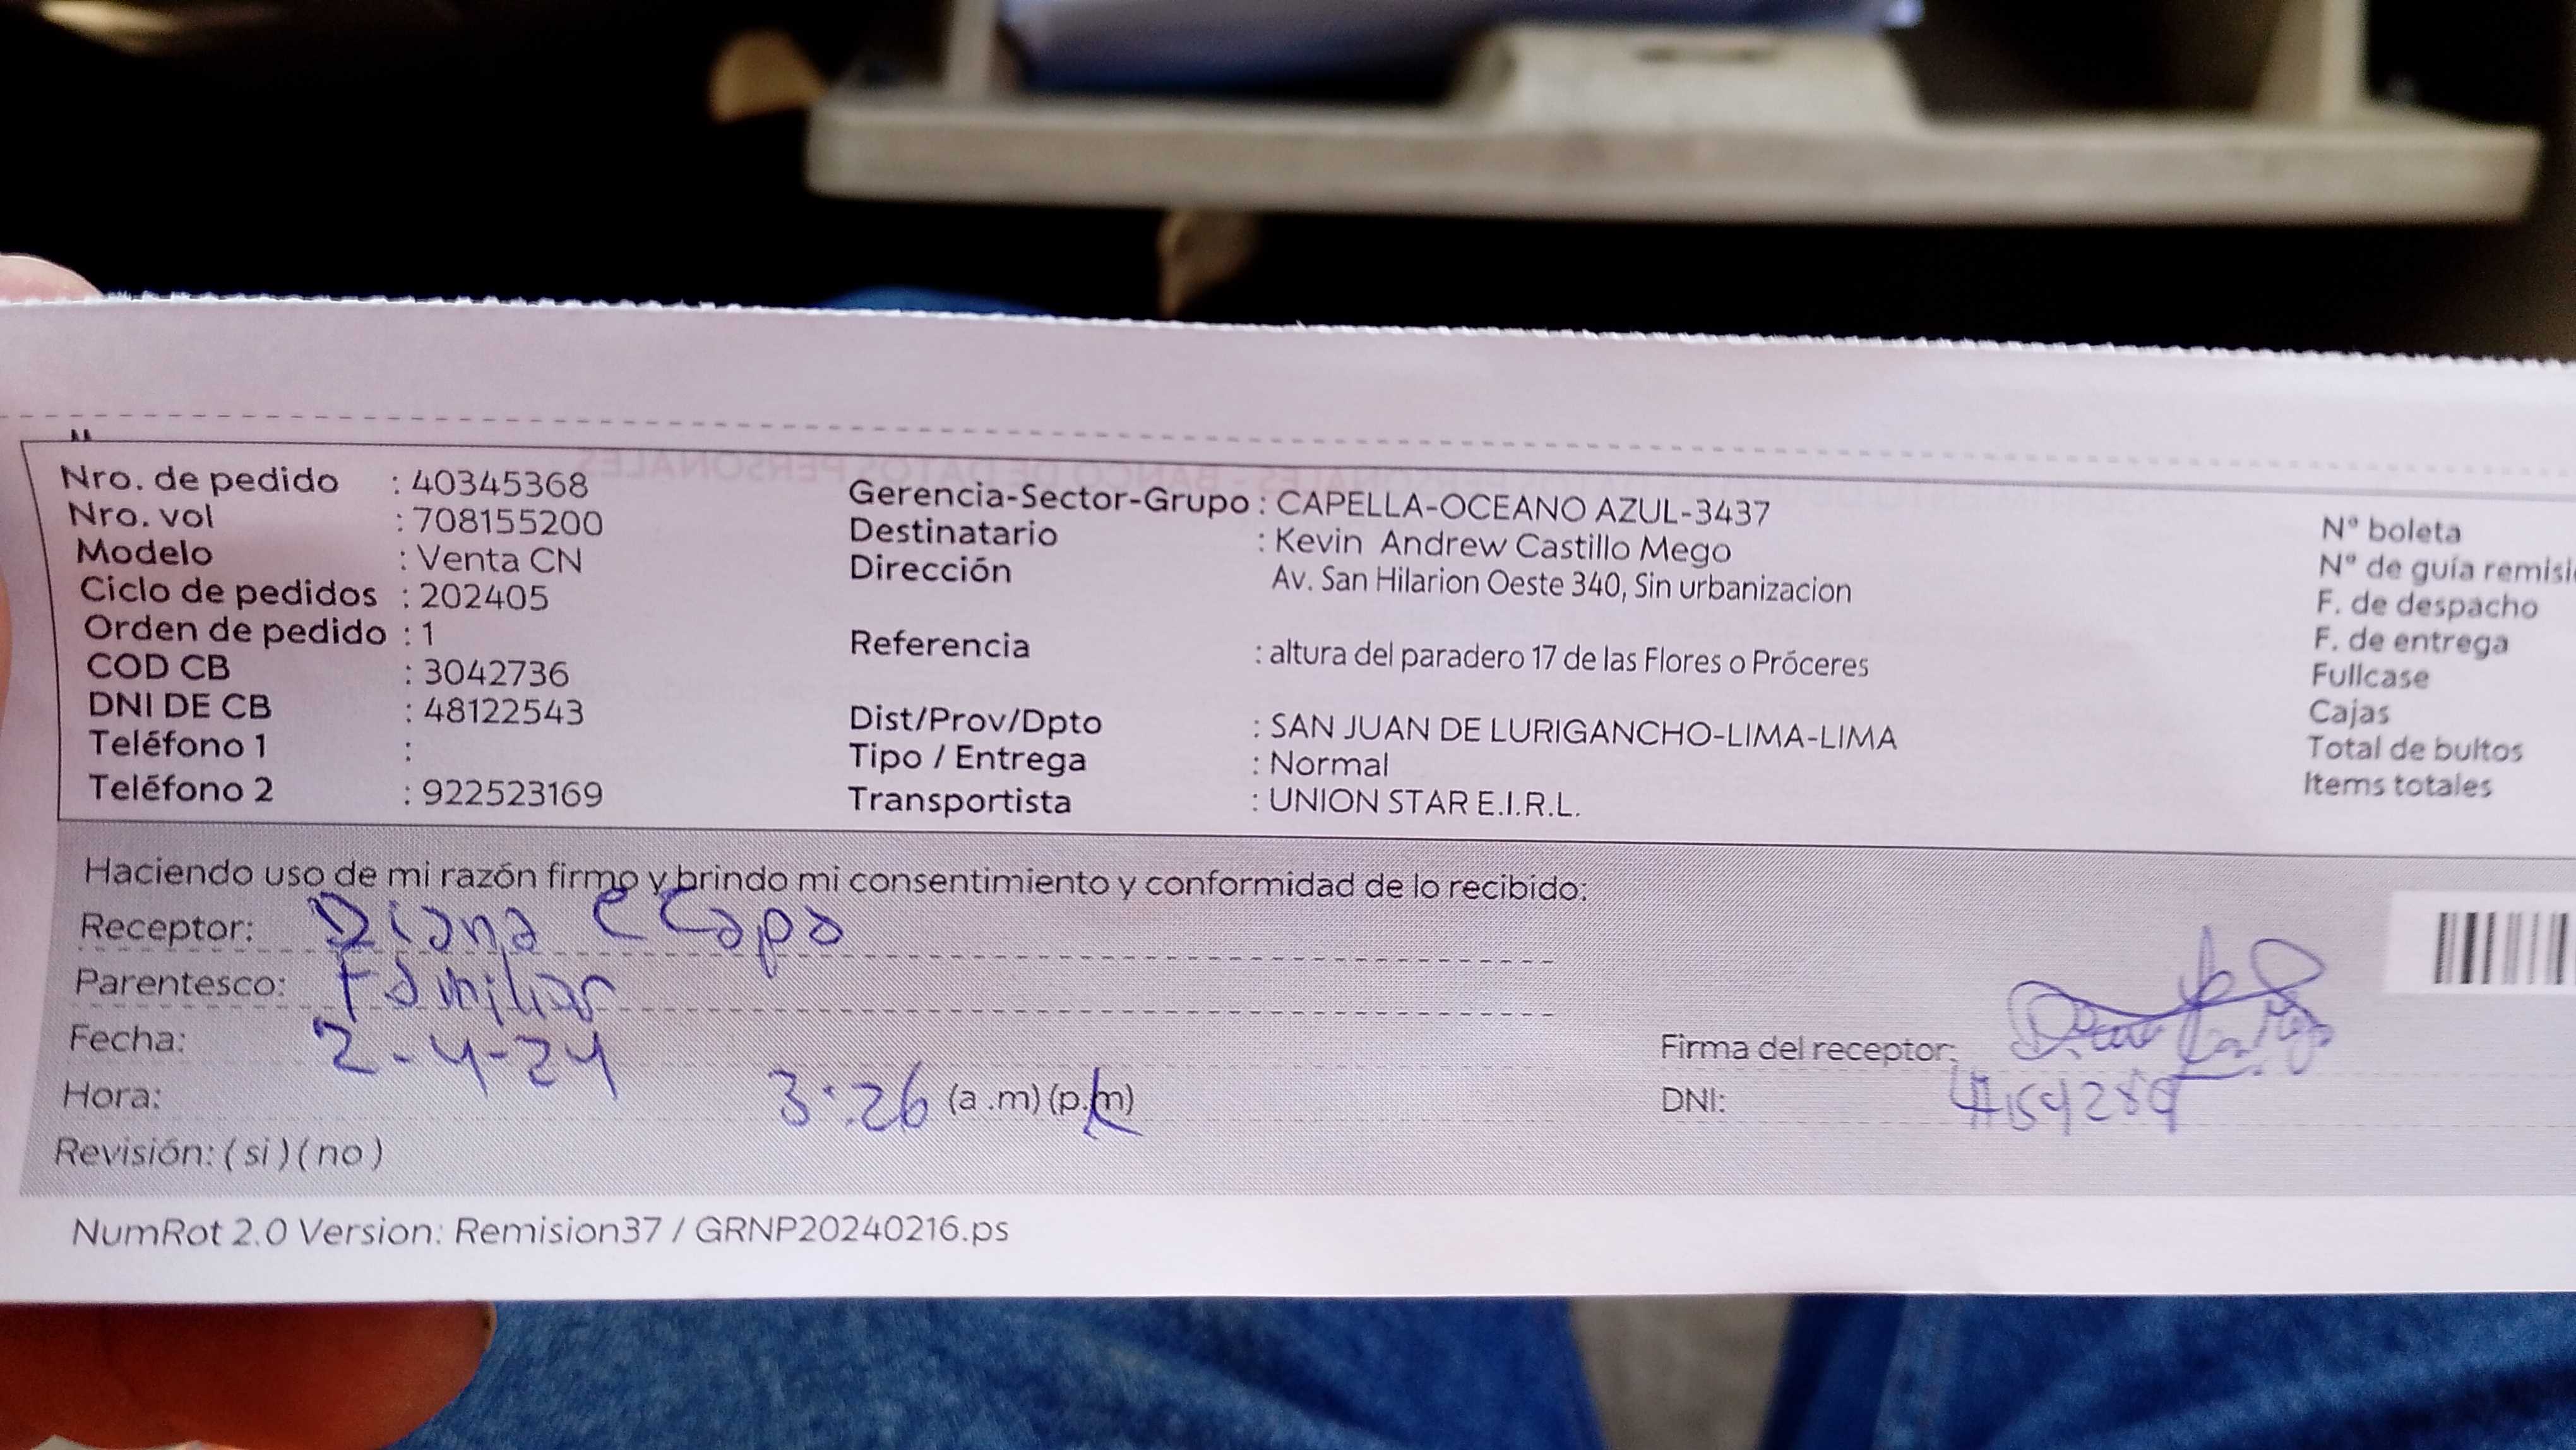 Nro. de pedido : 40345368
Nro. vol : 708155200
Modelo : Venta CN
Ciclo de pedidos : 202405
Orden de pedido : 1
COD CB : 3042736
DNI DE CB : 48122543
Teléfono 1 :
Teléfono 2 : 922523169
Gerencia-Sector-Grupo : CAPELLA-OCEANO AZUL-3437
Destinatario : Kevin Andrew Castillo Mego
Dirección Av. San Hilarion Oeste 340, Sin urbanizacion
Referencia : altura del paradero 17 de las Flores o Próceres
Dist/Prov/Dpto : SAN JUAN DE LURIGANCHO-LIMA-LIMA
Tipo / Entrega : Normal
Transportista : UNION STAR E.I.R.L.
N° boleta
N° de guía
F. de despacho
F. de entrega
Fullcase
Cajas
Total de bultos
Items totales
Haciendo uso de mi razón firmo y brindo mi consentimiento y conformidad de lo recibido:
Receptor: Diana
Parentesco: Familiar
Fecha: 2-4-24
Hora: 3:26 (a .m) (p.m)
Revisión: ( si ) ( no )
Firma del receptor:
DNI:
NumRot 2.0 Version: Remision37 / GRNP20240216.ps